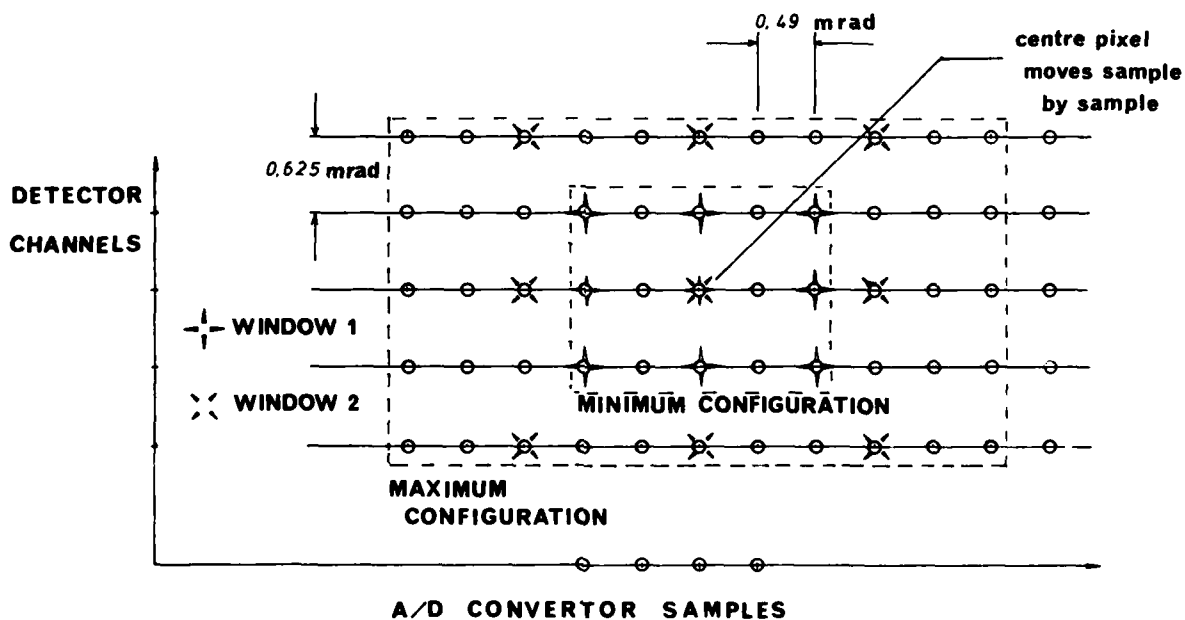 0,49 mrad
centre pixel
moves sample
by sample
0,625 mrad
DETECTOR
CHANNELS
WINDOW 1
WINDOW 2
MINIMUM CONFIGURATION
MAXIMUM
CONFIGURATION
A/D CONVERTOR SAMPLES